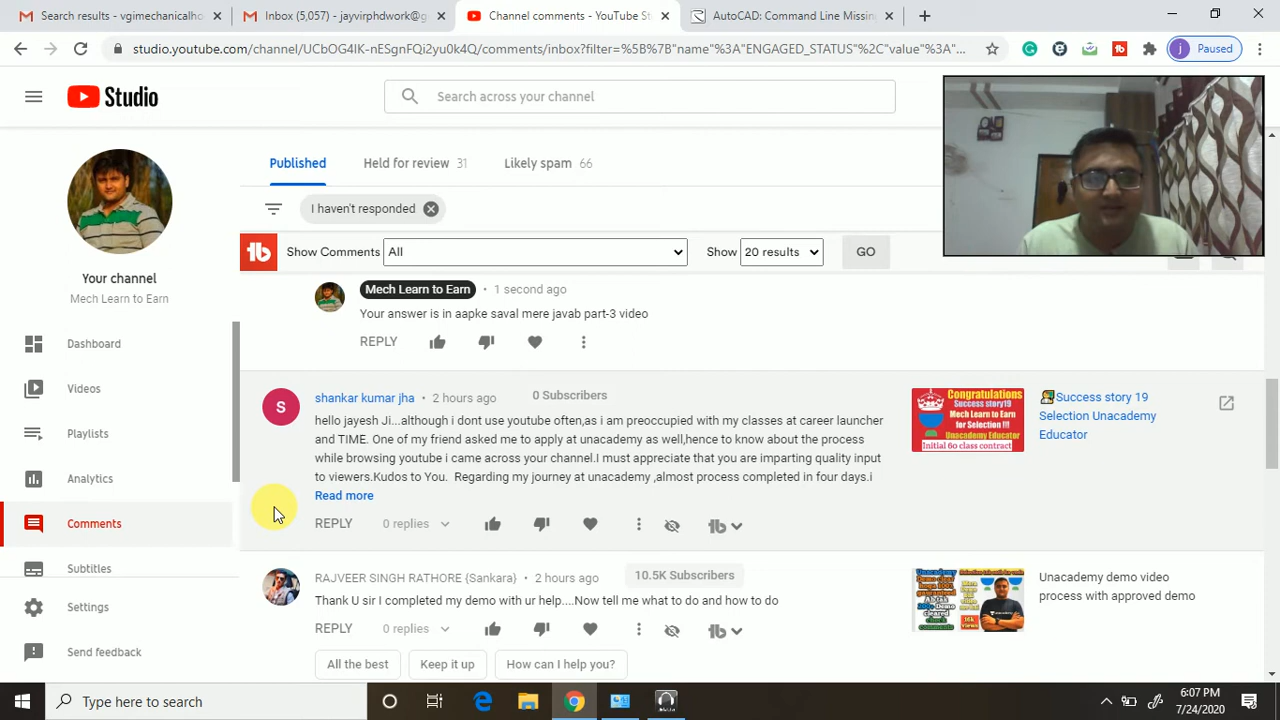 Search results - vgimechanicalho
Inbox (5,057) - jayvirphdwork@g
Channel comments - YouTube St
AutoCAD: Command Line Missing
studio.youtube.com/channel/UCbOG4IK-nESgnFQi2yu0k4Q/comments/inbox?filter=%5B%7B"name"%3A"ENGAGED_STATUS"%2C"value"%3A"...
j Paused
Studio
Search across your channel
Published
Held for review 31
Likely spam 66
I haven't responded
Show Comments All
Show 20 results
GO
Your channel
Mech Learn to Earn
Dashboard
Videos
Playlists
Analytics
Comments
Subtitles
Settings
Send feedback
Mech Learn to Earn • 1 second ago
Your answer is in aapke saval mere javab part-3 video
REPLY
S
shankar kumar jha • 2 hours ago 0 Subscribers
hello jayesh Ji...although i dont use youtube often,as i am preoccupied with my classes at career launcher
and TIME. One of my friend asked me to apply at unacademy as well,hence to know about the process
while browsing youtube i came across your channel.I must appreciate that you are imparting quality input
to viewers.Kudos to You. Regarding my journey at unacademy ,almost process completed in four days.i
Read more
REPLY 0 replies
Congratulations
Success story19
Mech Learn to Earn
for Selection !!!
Unacademy Educator
Initial 60 class contract
Success story 19
Selection Unacademy
Educator
RAJVEER SINGH RATHORE {Sankara} • 2 hours ago 10.5K Subscribers
Thank U sir I completed my demo with ur help....Now tell me what to do and how to do
REPLY 0 replies
All the best
Keep it up
How can I help you?
Unacademy demo video
process with approved demo
Type here to search
6:07 PM
7/24/2020